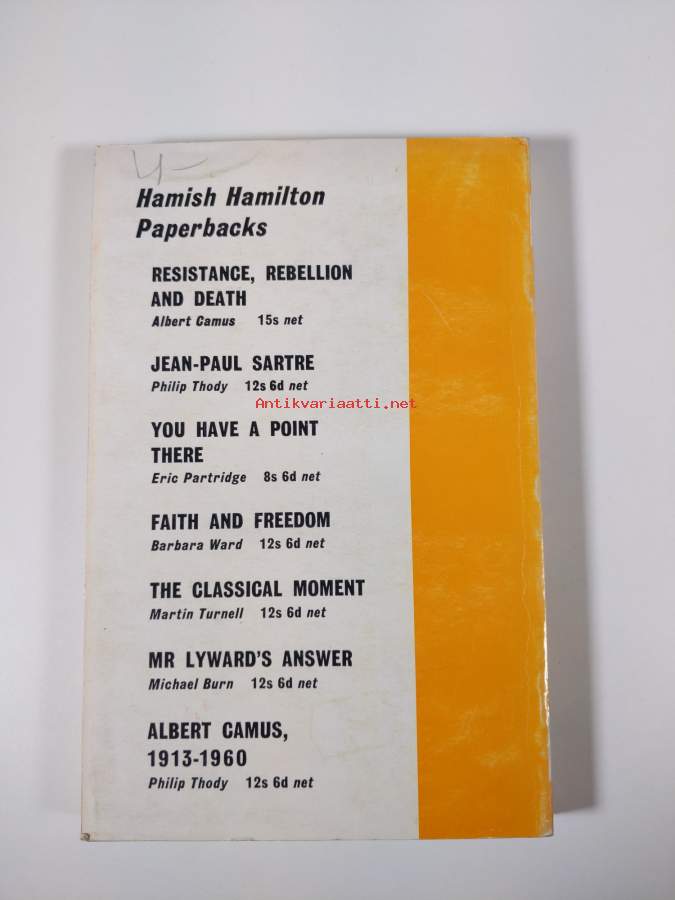 4-
Hamish Hamilton
Paperbacks
RESISTANCE, REBELLION
AND DEATH
Albert Camus 15s net
JEAN-PAUL SARTRE
Philip Thody 12s 6d net
Antikvariaatti.net
YOU HAVE A POINT
THERE
Eric Partridge 8s 6d net
FAITH AND FREEDOM
Barbara Ward 12s 6d net
THE CLASSICAL MOMENT
Martin Turnell 12s 6d net
MR LYWARD'S ANSWER
Michael Burn 12s 6d net
ALBERT CAMUS,
1913-1960
Philip Thody 12s 6d net